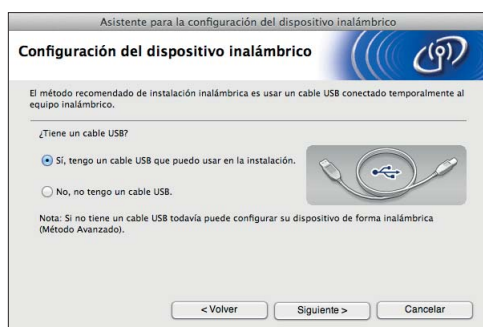 Asistente para la configuración del dispositivo inalámbrico
Configuración del dispositivo inalámbrico
El método recomendado de instalación inalámbrica es usar un cable USB conectado temporalmente al
equipo inalámbrico.
¿Tiene un cable USB?
Sí, tengo un cable USB que puedo usar en la instalación.
No, no tengo un cable USB.
Nota: Si no tiene un cable USB todavía puede configurar su dispositivo de forma inalámbrica
(Método Avanzado).
< Volver
Siguiente >
Cancelar